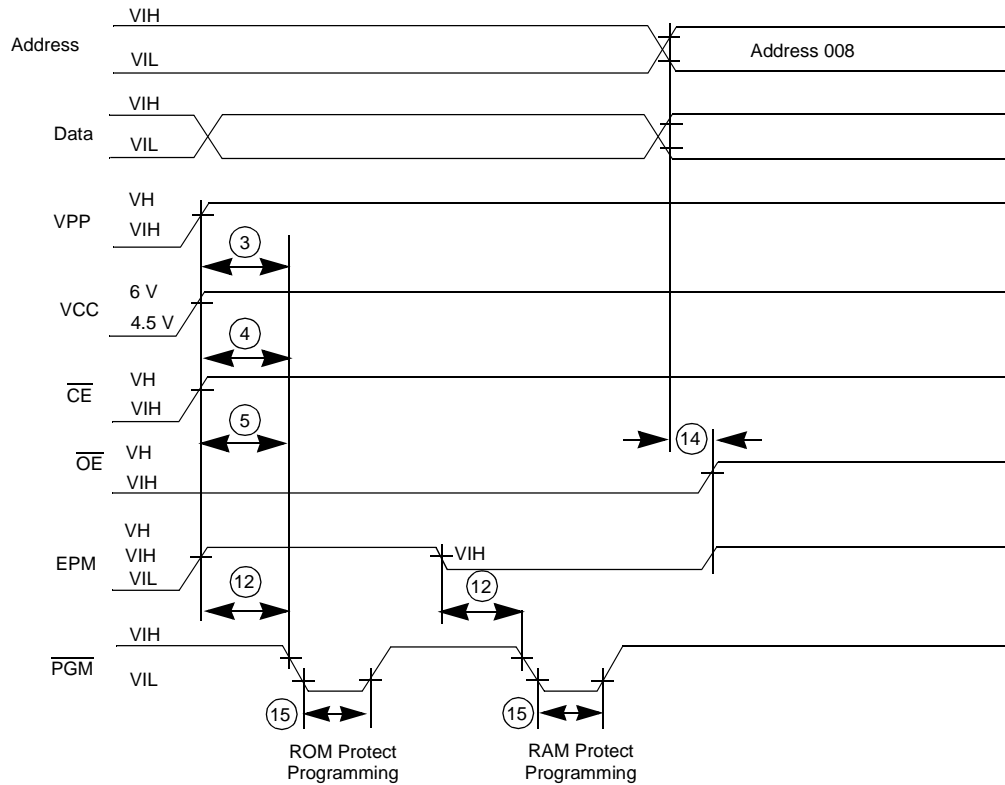 VIH
Address
VIL
Address 008
VIH
Data
VIL
VH
VPP
VIH
3
6 V
VCC
4.5 V
4
VH
CE
VIH
5
14
VH
OE
VIH
VH
VIH
EPM
VIL
VIH
12
12
VIH
PGM
VIL
15
15
ROM Protect
Programming
RAM Protect
Programming